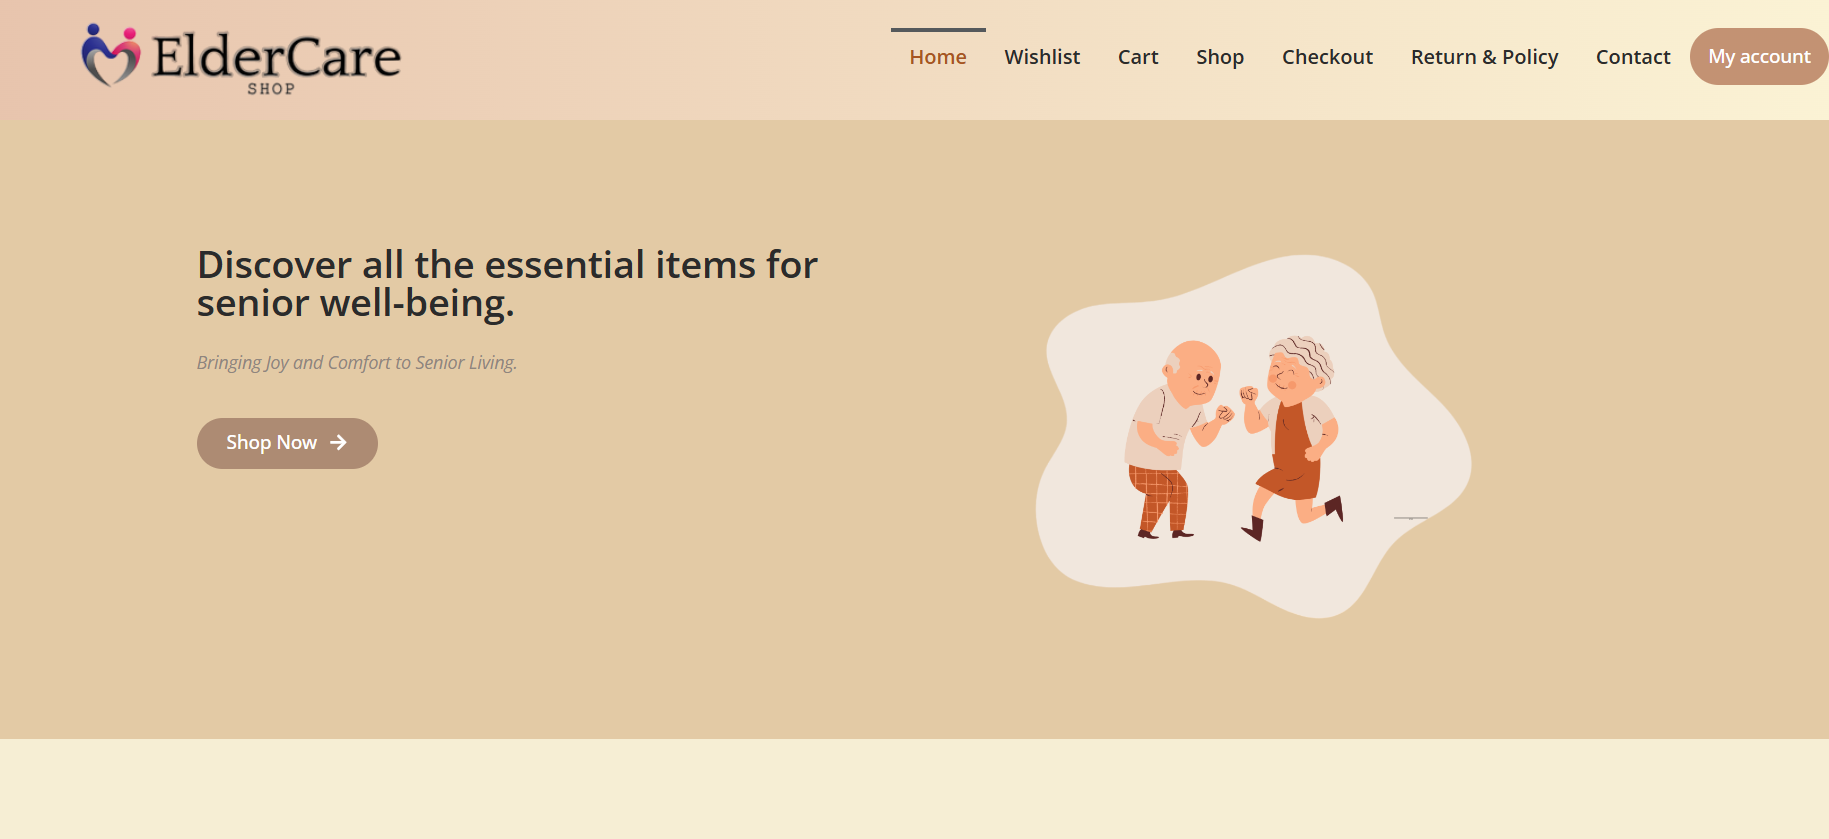 ElderCare
SHOP
Home Wishlist Cart Shop Checkout Return & Policy Contact My account
Discover all the essential items for
senior well-being.
Bringing Joy and Comfort to Senior Living.
Shop Now